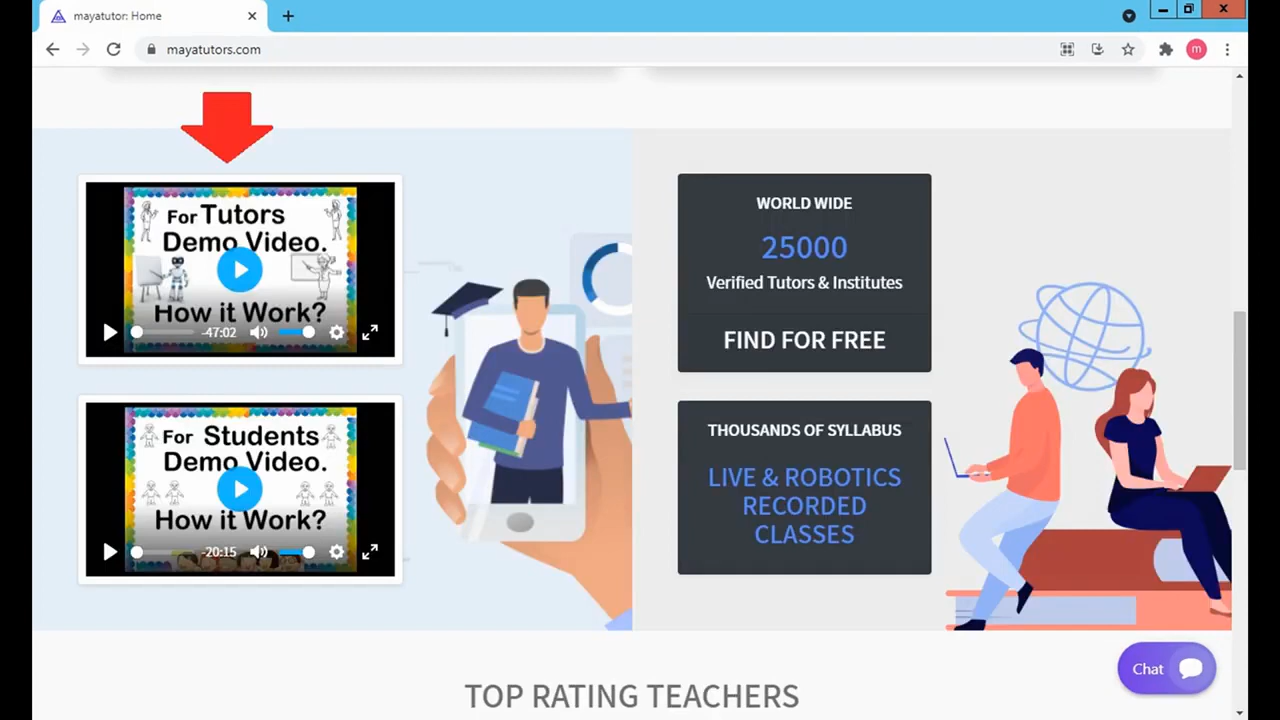 mayatutor: Home
mayatutors.com
m
For Tutors
Demo Video.
How it Work?
-47:02
For Students
Demo Video.
How it Work?
-20:15
WORLD WIDE
25000
Verified Tutors & Institutes
FIND FOR FREE
THOUSANDS OF SYLLABUS
LIVE & ROBOTICS
RECORDED
CLASSES
Chat
TOP RATING TEACHERS